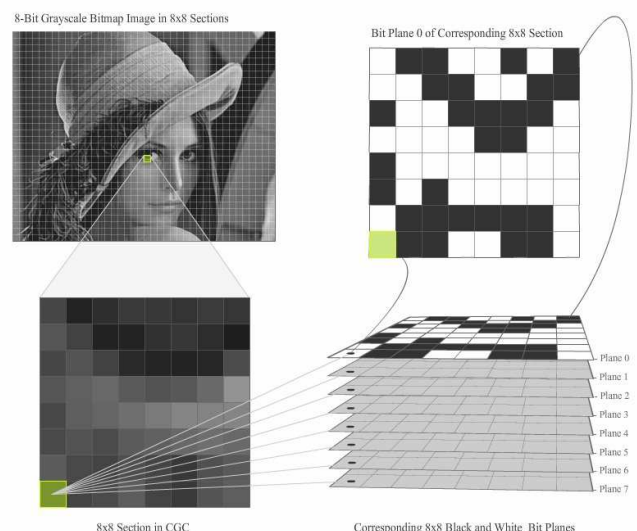 8-Bit Grayscale Bitmap Image in 8x8 Sections
Bit Plane 0 of Corresponding 8x8 Section
Plane 0
Plane 1
Plane 2
Plane 3
Plane 4
Plane 5
Plane 6
Plane 7
8x8 Section in CGC
Corresponding 8x8 Black and White Bit Planes